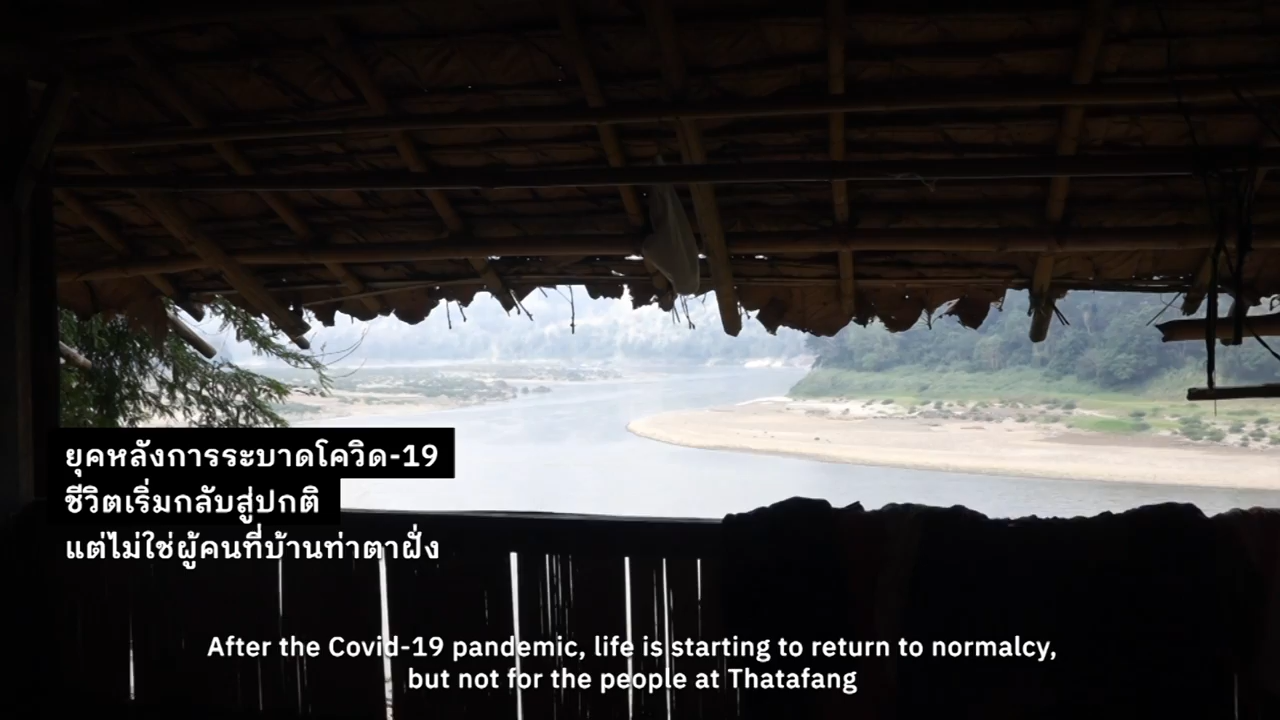 ยุคหลังการระบาดโควิด-19
ชีวิตเริ่มกลับสู่ปกติ
แต่ไม่ใช่ผู้คนที่บ้านท่าตาฝั่ง
After the Covid-19 pandemic, life is starting to return to normalcy,
but not for the people at Thatafang